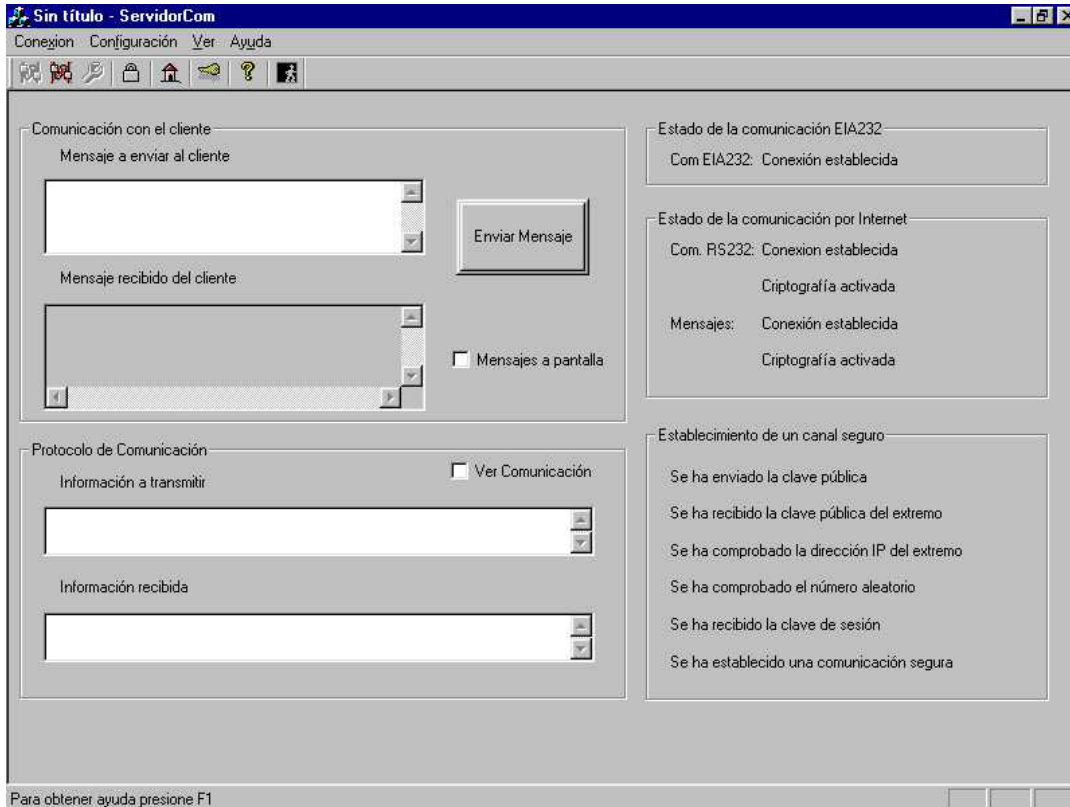 Sin título - ServidorCom
Conexion Configuración Ver Ayuda
Comunicación con el cliente
Mensaje a enviar al cliente
Enviar Mensaje
Mensaje recibido del cliente
Mensajes a pantalla
Protocolo de Comunicación
Ver Comunicación
Información a transmitir
Información recibida
Estado de la comunicación EIA232
Com EIA232: Conexión establecida
Estado de la comunicación por Internet
Com. RS232: Conexion establecida
Criptografía activada
Mensajes: Conexión establecida
Criptografía activada
Establecimiento de un canal seguro
Se ha enviado la clave pública
Se ha recibido la clave pública del extremo
Se ha comprobado la dirección IP del extremo
Se ha comprobado el número aleatorio
Se ha recibido la clave de sesión
Se ha establecido una comunicación segura
Para obtener ayuda presione F1